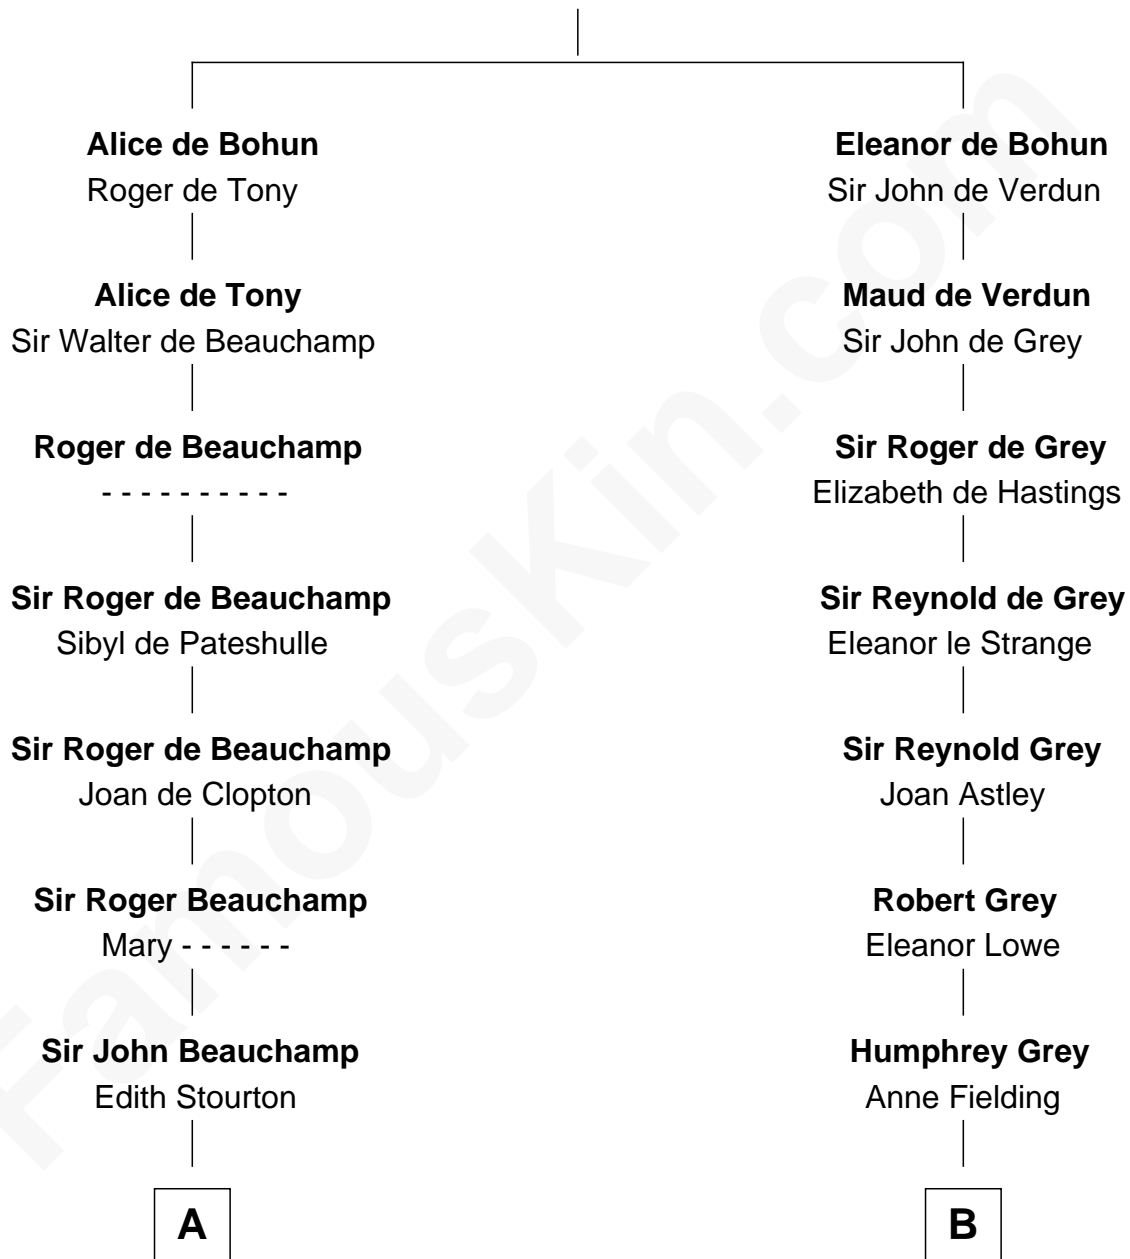 Alice de Bohun
Roger de Tony
Alice de Tony
Sir Walter de Beauchamp
Roger de Beauchamp
- - - - - - - - - -
Sir Roger de Beauchamp
Sibyl de Pateshulle
Sir Roger de Beauchamp
Joan de Clopton
Sir Roger Beauchamp
Mary - - - - - -
Sir John Beauchamp
Edith Stourton
A
Eleanor de Bohun
Sir John de Verdun
Maud de Verdun
Sir John de Grey
Sir Roger de Grey
Elizabeth de Hastings
Sir Reynold de Grey
Eleanor le Strange
Sir Reynold Grey
Joan Astley
Robert Grey
Eleanor Lowe
Humphrey Grey
Anne Fielding
B
FamousKin.com